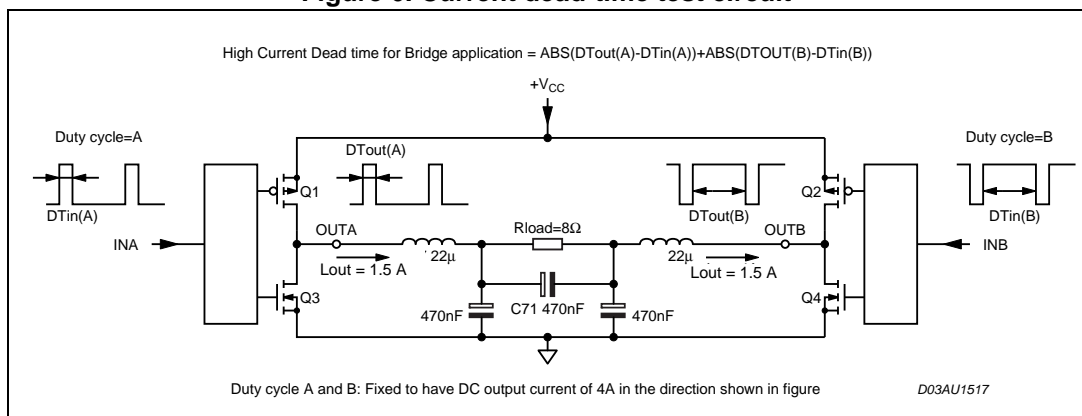 Figure 6. Current dead-time test circuit
High Current Dead time for Bridge application = ABS(DTout(A)-DTin(A))+ABS(DTOUT(B)-DTin(B))
+VCC
Duty cycle=A
Duty cycle=B
DTout(A)
DTout(B)
DTin(A)
DTin(B)
Q1
Q2
INA
OUTA
Rload=8Ω
OUTB
INB
22µ
22µ
Lout = 1.5 A
Lout = 1.5 A
Q3
Q4
470nF
C71 470nF
470nF
Duty cycle A and B: Fixed to have DC output current of 4A in the direction shown in figure
D03AU1517